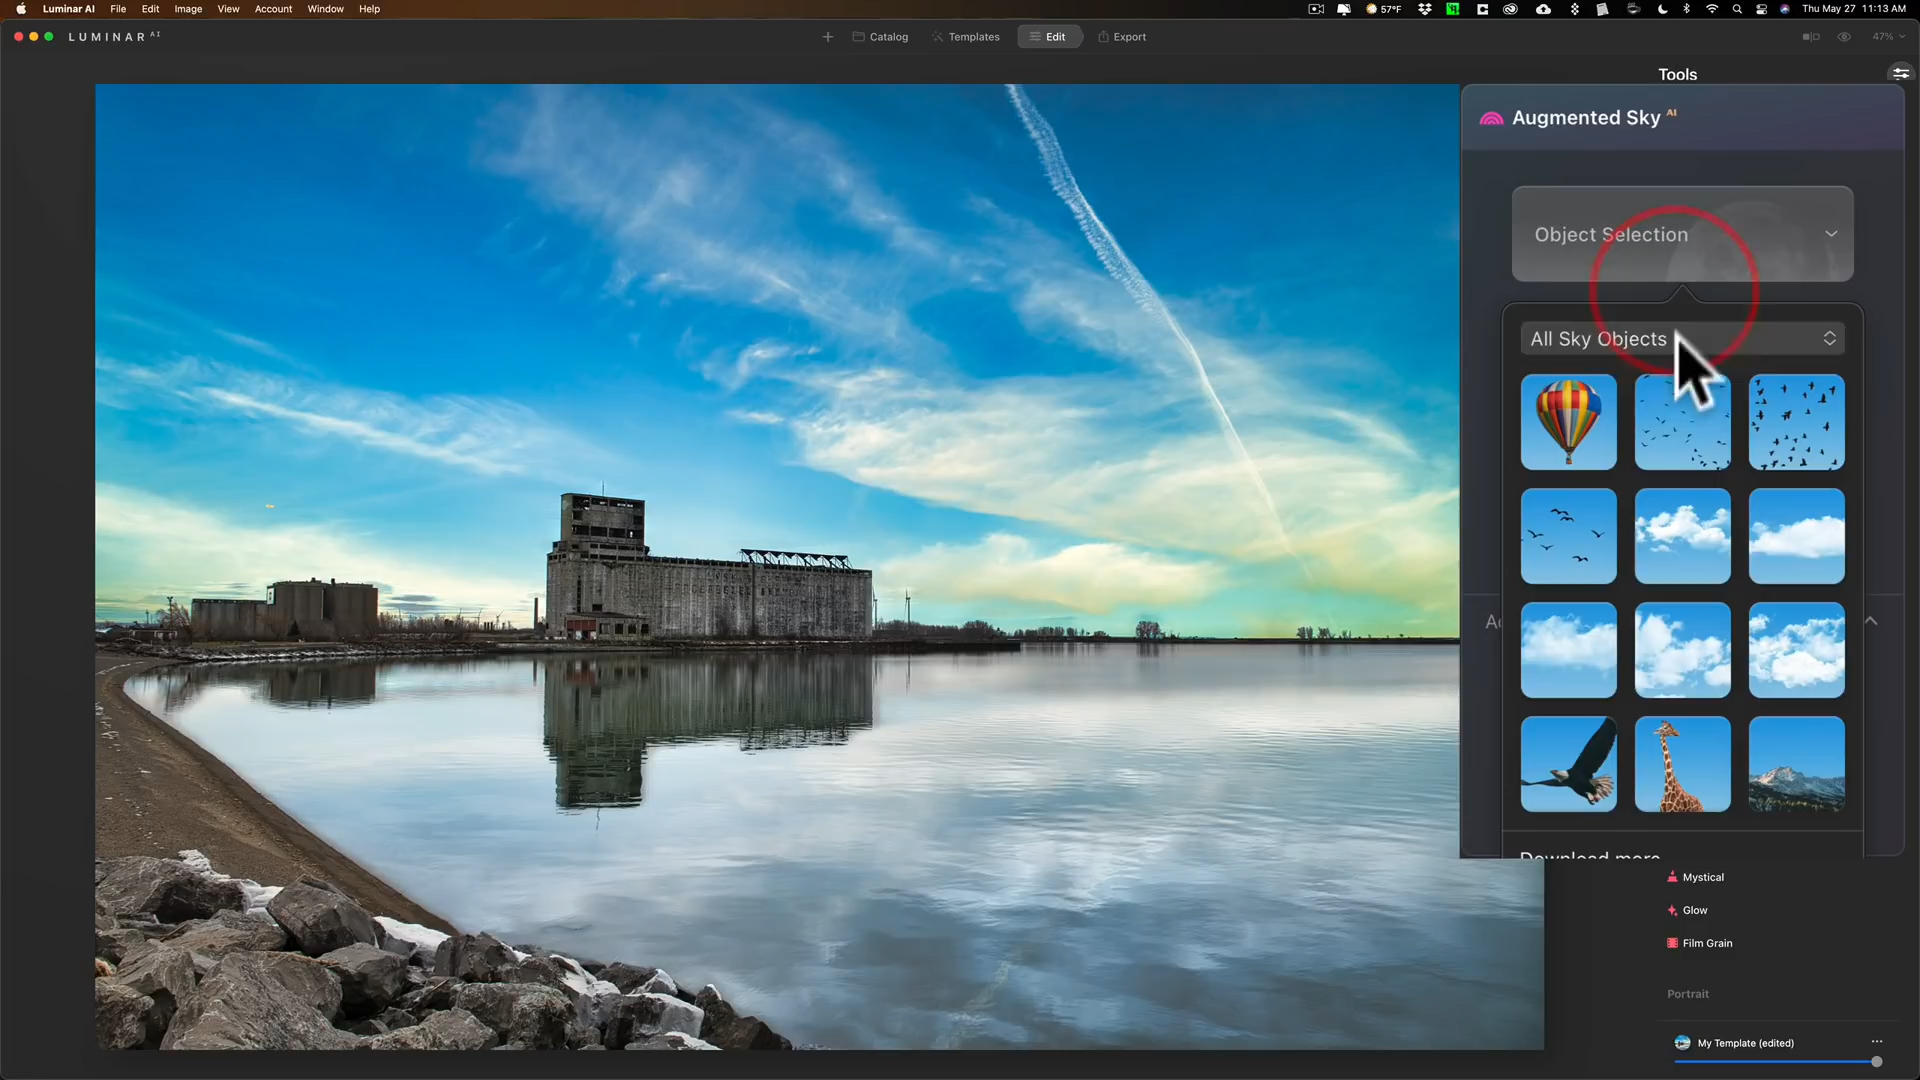 Luminar AI File Edit Image View Account Window Help 57°F Thu May 27 11:13 AM
LUMINAR AI
Catalog Templates Edit Export 47%
Tools
Augmented Sky AI
Object Selection
All Sky Objects
Download more
Mystical
Glow
Film Grain
Portrait
My Template (edited)